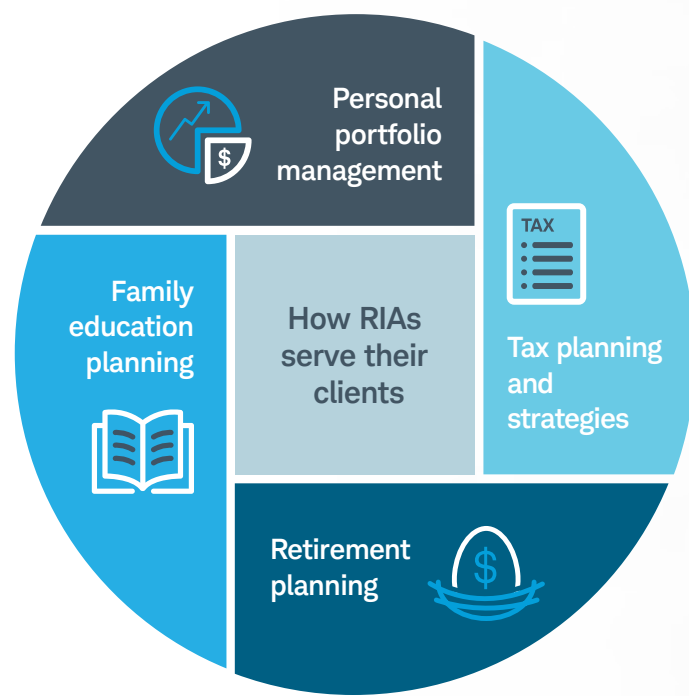 Personal
portfolio
management
$
TAX
Family
education
planning
How RIAs
serve their
clients
Tax planning
and
strategies
Retirement
planning
$